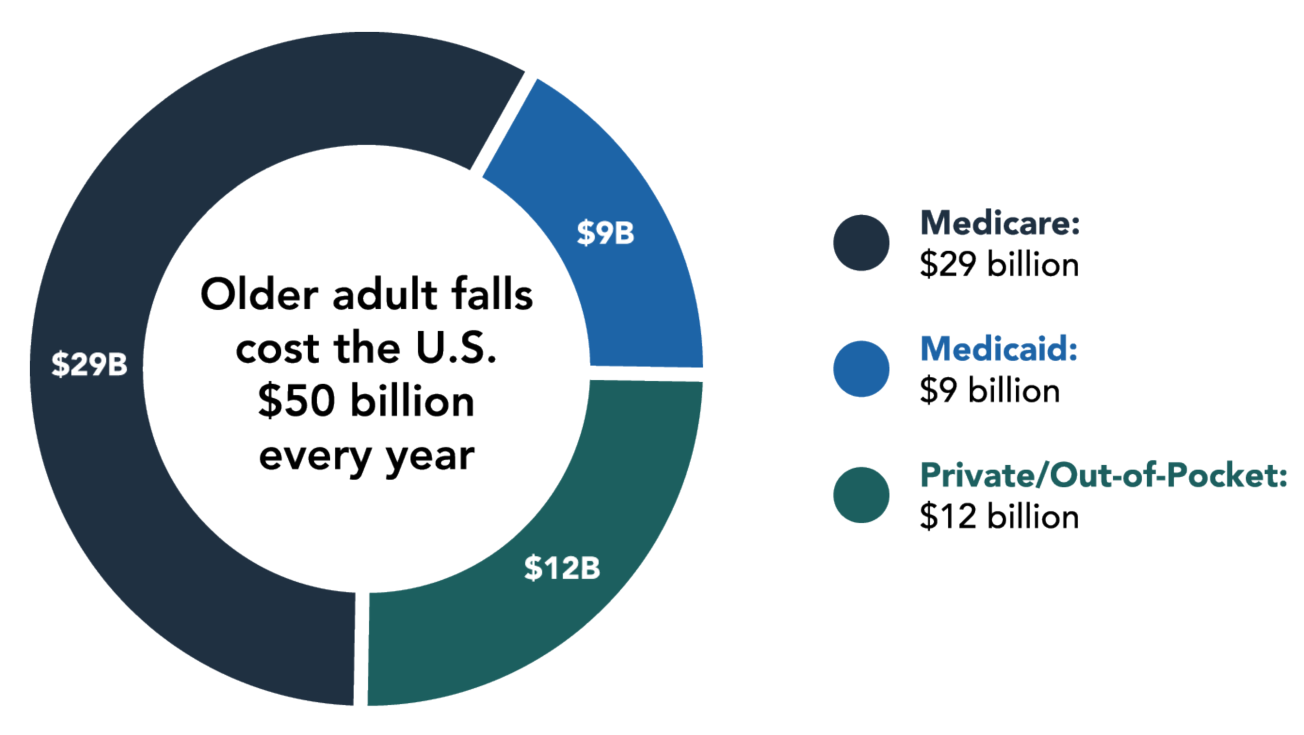 $9B
Older adult falls
cost the U.S.
$50 billion
every year
$29B
$12B
Medicare:
$29 billion
Medicaid:
$9 billion
Private/Out-of-Pocket:
$12 billion